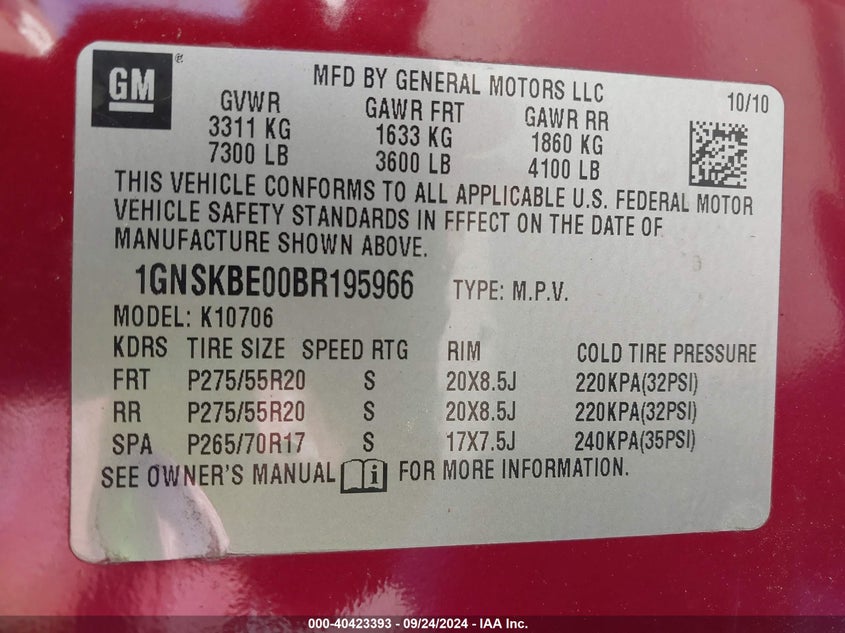 GM®
MFD BY GENERAL MOTORS LLC 10/10
GVWR GAWR FRT GAWR RR
3311 KG 1633 KG 1860 KG
7300 LB 3600 LB 4100 LB
THIS VEHICLE CONFORMS TO ALL APPLICABLE U.S. FEDERAL MOTOR
VEHICLE SAFETY STANDARDS IN EFFECT ON THE DATE OF
MANUFACTURE SHOWN ABOVE.
1GNSKBE00BR195966 TYPE: M.P.V.
MODEL: K10706
KDRS TIRE SIZE SPEED RTG RIM COLD TIRE PRESSURE
FRT P275/55R20 S 20X8.5J 220KPA(32PSI)
RR P275/55R20 S 20X8.5J 220KPA(32PSI)
SPA P265/70R17 S 17X7.5J 240KPA(35PSI)
SEE OWNER'S MANUAL i FOR MORE INFORMATION.
000-40423393 - 09/24/2024 - IAA Inc.